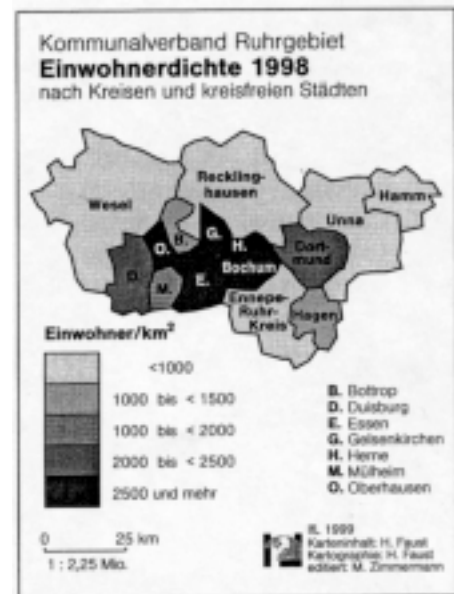 Kommunalverband Ruhrgebiet
Einwohnerdichte 1998
nach Kreisen und kreisfreien Städten
Reckling-
hausen
Wesel
Hamm
Unna
B.
G.
O.
H.
Dort-
mund
Bochum
D.
E.
M.
Ennepe-
Ruhr-
Kreis
Hagen
Einwohner/km²
<1000
1000 bis < 1500
1000 bis < 2000
2000 bis < 2500
2500 und mehr
B. Bottrop
D. Duisburg
E. Essen
G. Gelsenkirchen
H. Herne
M. Mülheim
O. Oberhausen
0 25 km
1 : 2,25 Mio.
IfL 1999
Karteninhalt: H. Faust
Kartographie: H. Faust
editiert: M. Zimmermann